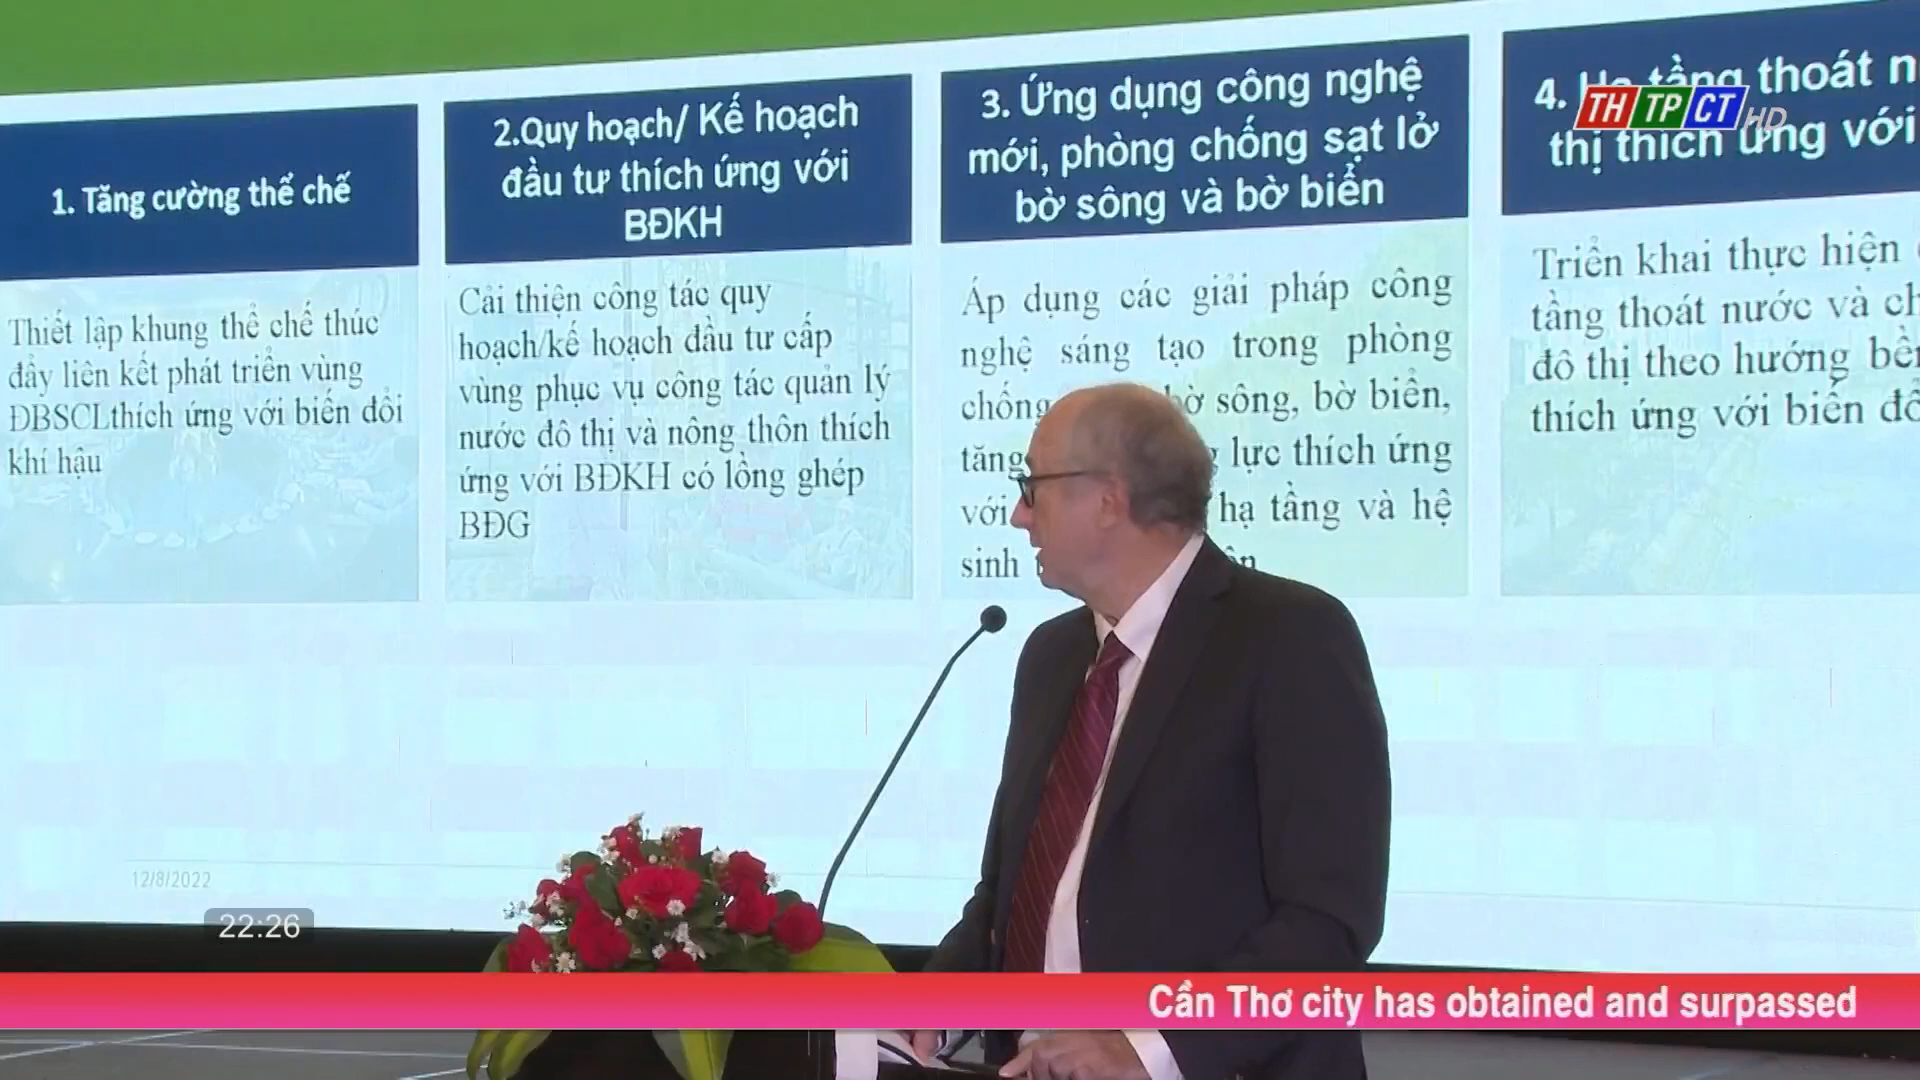 1. Tăng cường thể chế
Thiết lập khung thể chế thúc
đẩy liên kết phát triển vùng
ĐBSCLthích ứng với biến đổi
khí hậu
2.Quy hoạch/ Kế hoạch
đầu tư thích ứng với
BĐKH
Cải thiện công tác quy
hoạch/kế hoạch đầu tư cấp
vùng phục vụ công tác quản lý
nước đô thị và nông thôn thích
ứng với BĐKH có lồng ghép
BĐG
3. Ứng dụng công nghệ
mới, phòng chống sạt lở
bờ sông và bờ biển
Áp dụng các giải pháp công
nghệ sáng tạo trong phòng
chống bờ sông, bờ biển,
tăng lực thích ứng
với hạ tầng và hệ
sinh
4. tầng thoát
thị thích ứng với
Triển khai thực hiện
tầng thoát nước và
đô thị theo hướng
thích ứng với biến
TH TP CT HD
12/8/2022
22:26
Cần Thơ city has obtained and surpassed